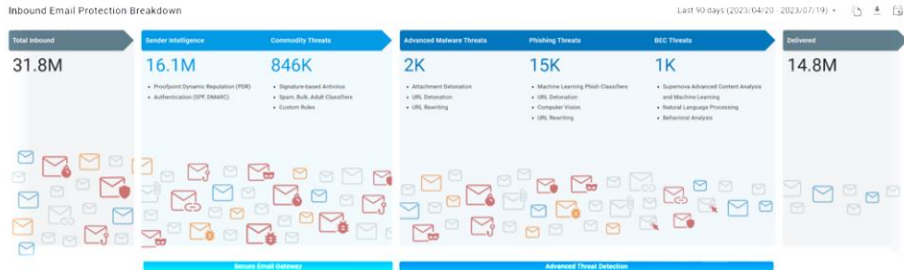 Inbound Email Protection Breakdown
Last 90 days (2023/04/20 - 2023/07/19)
Total Inbound
31.8M
Sender Intelligence
16.1M
• Proofpoint Dynamic Reputation (PDR)
• Authentication (SPF, DMARC)
Commodity Threats
846K
• Signature-based Antivirus
• Spam, Bulk, Adult Classifiers
• Custom Rules
Advanced Malware Threats
2K
• Attachment Detonation
• URL Detonation
• URL Rewriting
Phishing Threats
15K
• Machine Learning Phish Classifiers
• URL Detonation
• Computer Vision
• URL Rewriting
BEC Threats
1K
• Supernova Advanced Content Analysis
and Machine Learning
• Natural Language Processing
• Behavioral Analysis
Delivered
14.8M
Secure Email Gateway
Advanced Threat Detection